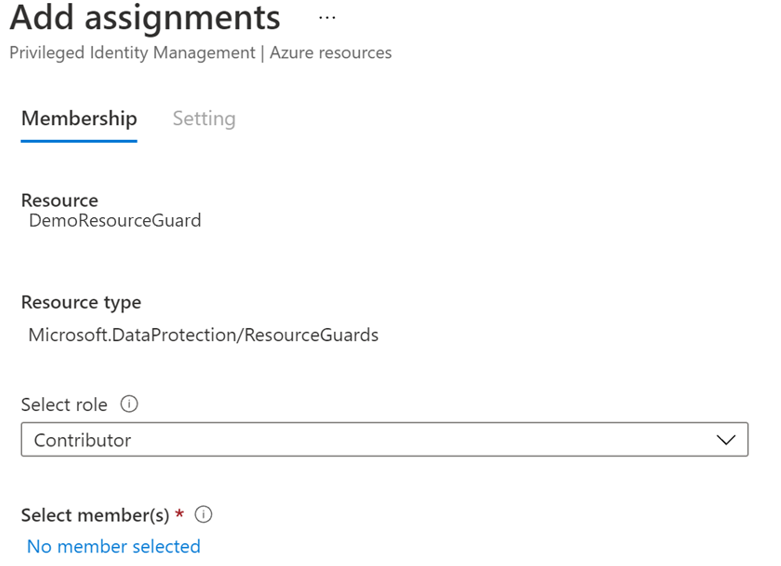 Add assignments ...
Privileged Identity Management | Azure resources
Membership Setting
Resource
DemoResourceGuard
Resource type
Microsoft.DataProtection/ResourceGuards
Select role
Contributor
Select member(s) *
No member selected